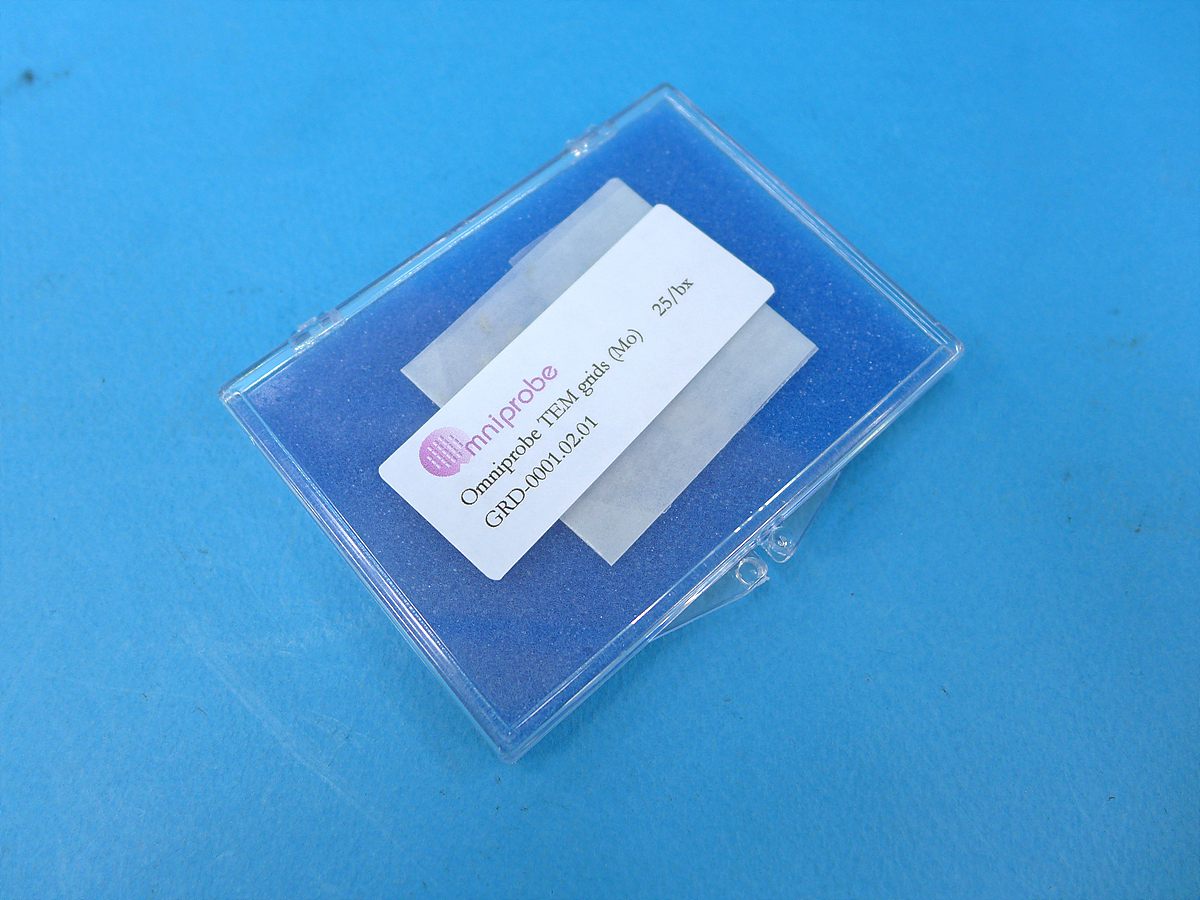 Omniprobe
Omniprobe TEM grids (Mo) 25/bx
GRD-0001.02.01